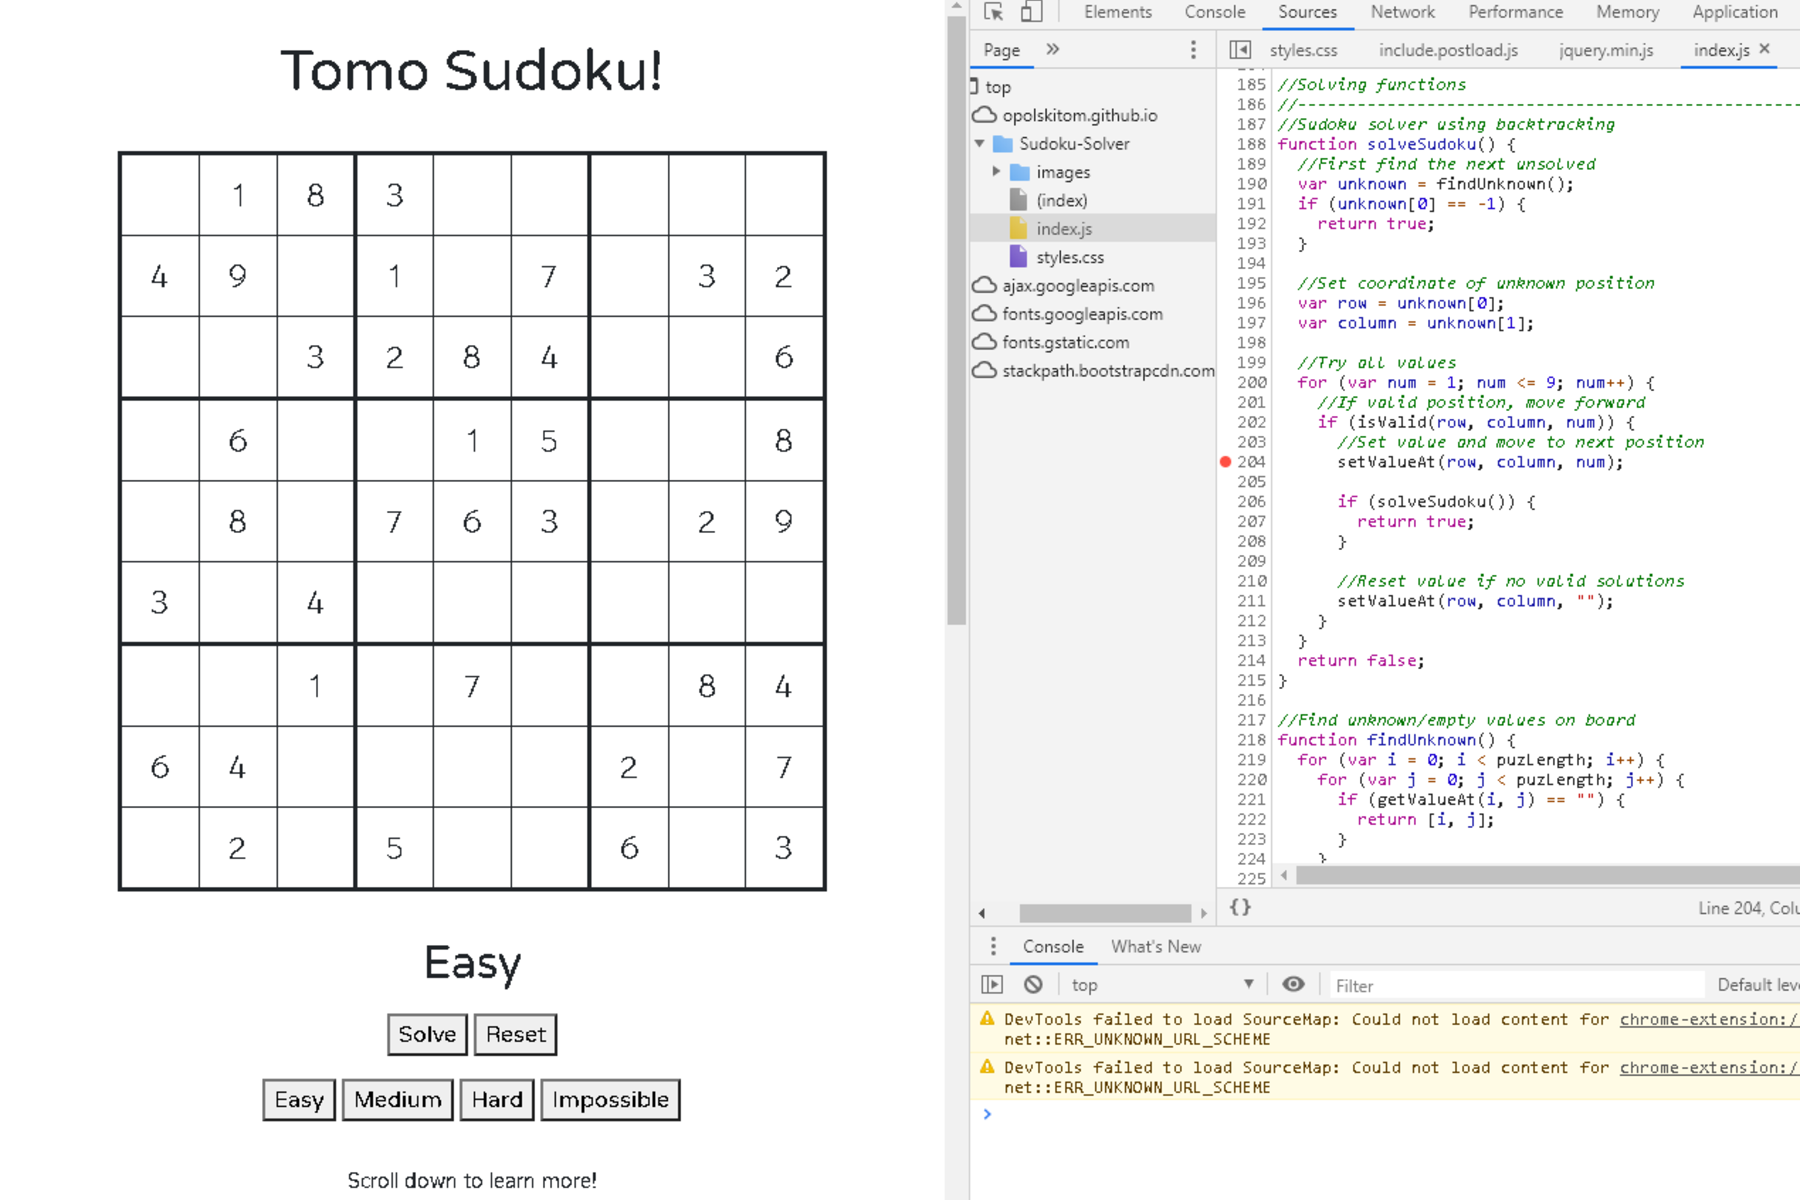 Tomo Sudoku!
1 8 3
4 9 1 7 3 2
3 2 8 4 6
6 1 5 8
8 7 6 3 2 9
3 4
1 7 8 4
6 4 2 7
2 5 6 3
Easy
Solve Reset
Easy Medium Hard Impossible
Scroll down to learn more!
Elements Console Sources Network Performance Memory Application
Page »
top
opolskitom.github.io
Sudoku-Solver
images
(index)
index.js
styles.css
ajax.googleapis.com
fonts.googleapis.com
fonts.gstatic.com
stackpath.bootstrapcdn.com
styles.css include.postload.js jquery.min.js index.js ×
185 //Solving functions
186 //---------------------------------------------------
187 //Sudoku solver using backtracking
188 function solveSudoku() {
189 //First find the next unsolved
190 var unknown = findUnknown();
191 if (unknown[0] == -1) {
192 return true;
193 }
194
195 //Set coordinate of unknown position
196 var row = unknown[0];
197 var column = unknown[1];
198
199 //Try all values
200 for (var num = 1; num <= 9; num++) {
201 //If valid position, move forward
202 if (isValid(row, column, num)) {
203 //Set value and move to next position
204 setValueAt(row, column, num);
205
206 if (solveSudoku()) {
207 return true;
208 }
209
210 //Reset value if no valid solutions
211 setValueAt(row, column, "");
212 }
213 }
214 return false;
215 }
216
217 //Find unknown/empty values on board
218 function findUnknown() {
219 for (var i = 0; i < puzLength; i++) {
220 for (var j = 0; j < puzLength; j++) {
221 if (getValueAt(i, j) == "") {
222 return [i, j];
223 }
224 }
225
{} Line 204, Colu
Console What's New
top Filter Default leve
DevTools failed to load SourceMap: Could not load content for chrome-extension:/
net::ERR_UNKNOWN_URL_SCHEME
DevTools failed to load SourceMap: Could not load content for chrome-extension:/
net::ERR_UNKNOWN_URL_SCHEME